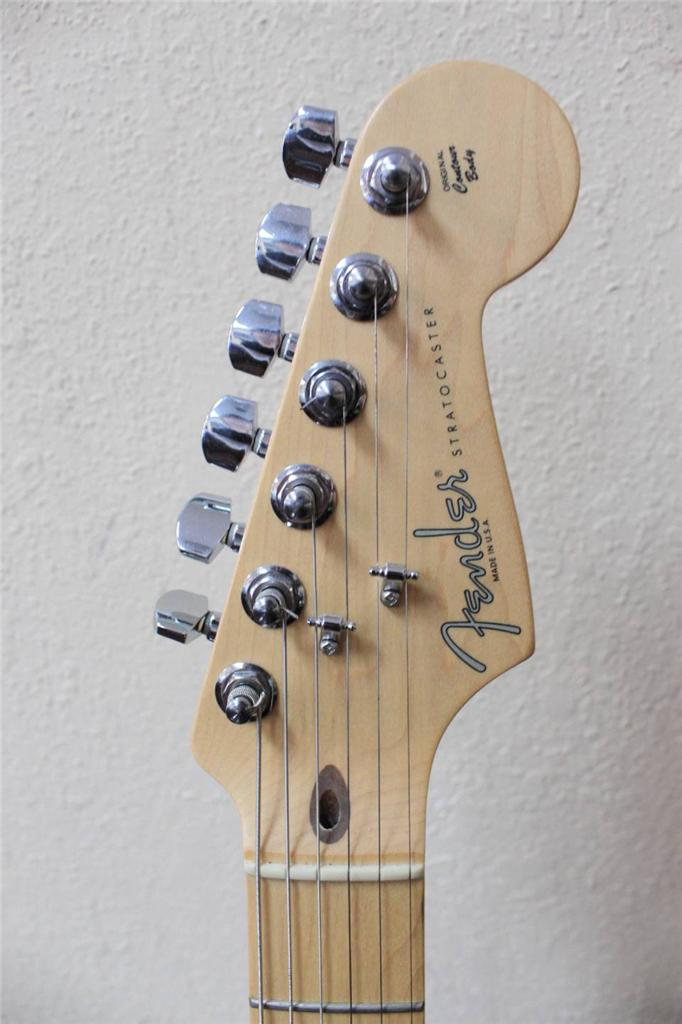 ORIGINAL
Contour
Body
STRATOCASTER
Fender®
MADE IN U.S.A